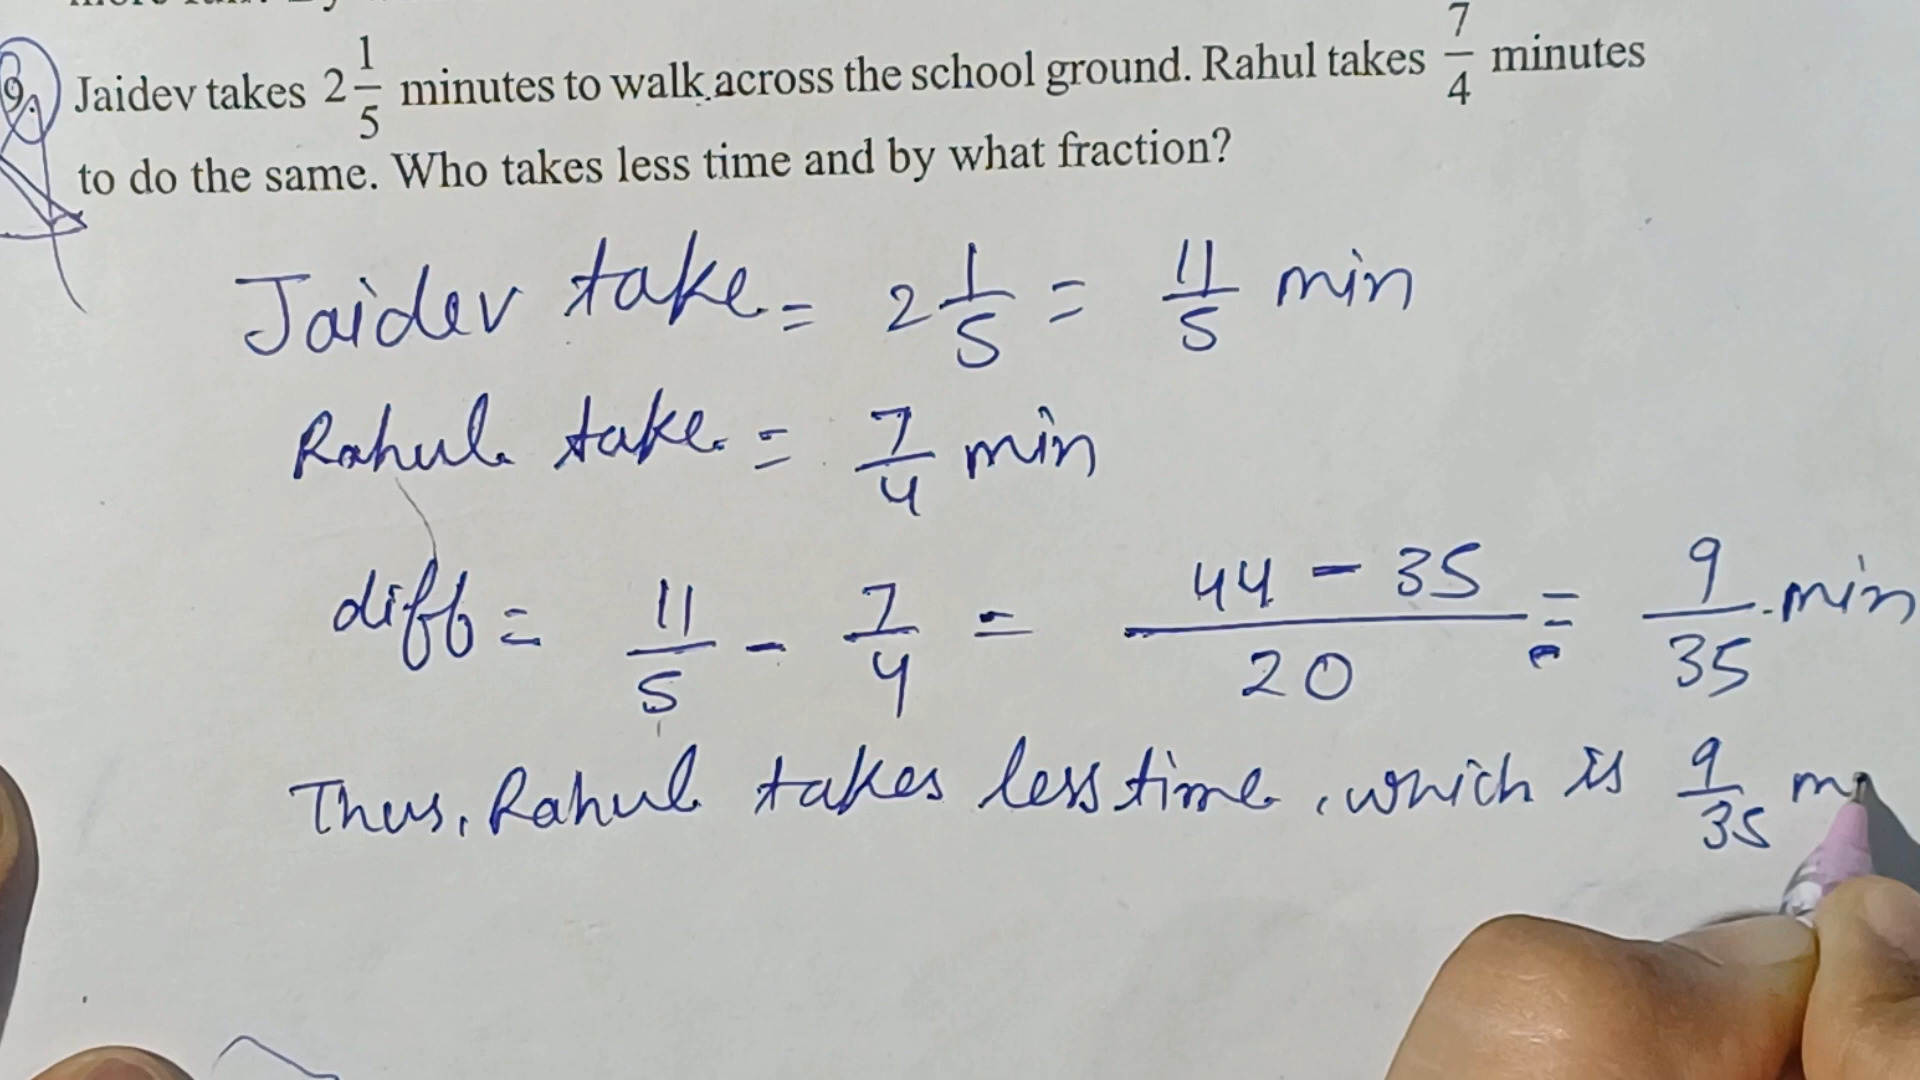 9. Jaidev takes 2 1/5 minutes to walk across the school ground. Rahul takes 7/4 minutes
to do the same. Who takes less time and by what fraction?
Jaidev take = 2 1/5 = 11/5 min
Rahul take = 7/4 min
diff = 11/5 - 7/4 = 44 - 35/20 = 9/35 min
Thus, Rahul takes less time, which is 9/35 m